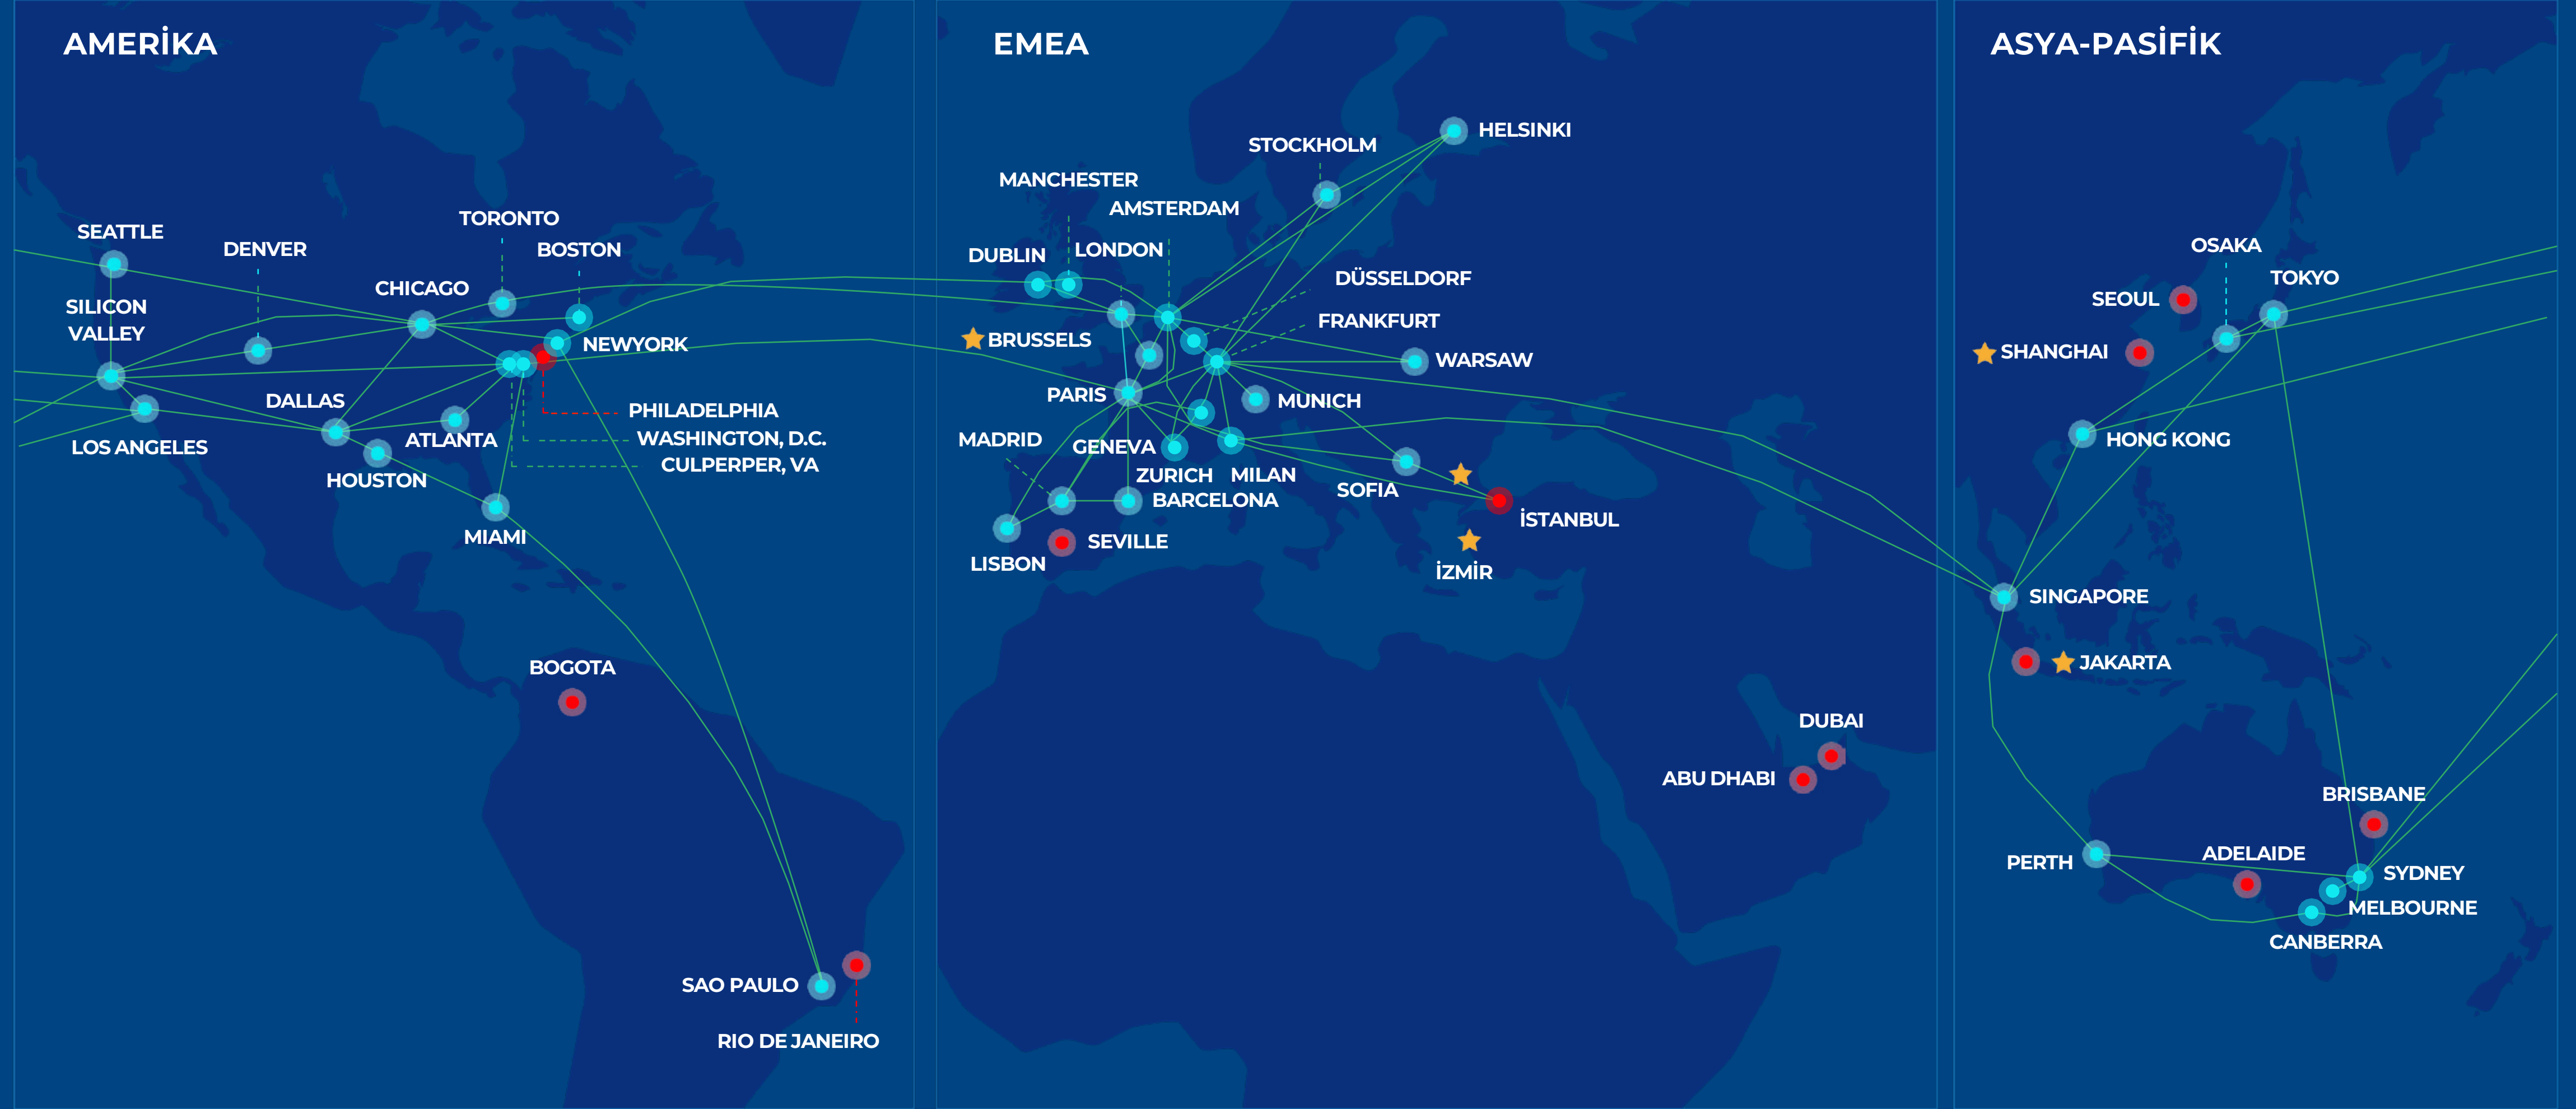 AMERİKA
SEATTLE
DENVER
TORONTO
BOSTON
SILICON
VALLEY
CHICAGO
NEWYORK
DALLAS
PHILADELPHIA
LOS ANGELES
ATLANTA
WASHINGTON, D.C.
HOUSTON
CULPERPER, VA
MIAMI
BOGOTA
SAO PAULO
RIO DE JANEIRO
EMEA
HELSINKI
STOCKHOLM
MANCHESTER
AMSTERDAM
DUBLIN
LONDON
DÜSSELDORF
FRANKFURT
BRUSSELS
WARSAW
PARIS
MUNICH
MADRID
GENEVA
ZURICH
MILAN
SOFIA
BARCELONA
İSTANBUL
SEVILLE
LISBON
İZMİR
DUBAI
ABU DHABI
ASYA-PASİFİK
OSAKA
TOKYO
SEOUL
SHANGHAI
HONG KONG
SINGAPORE
JAKARTA
BRISBANE
PERTH
ADELAIDE
SYDNEY
MELBOURNE
CANBERRA